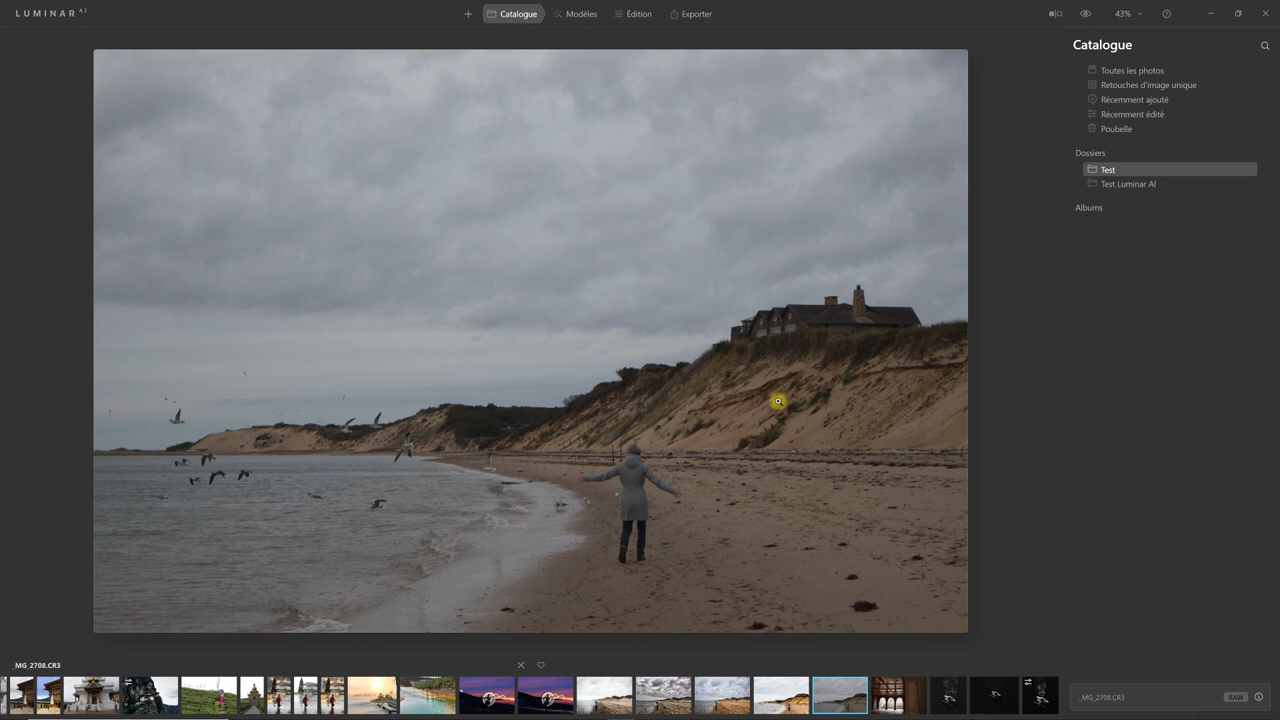 LUMINAR AI
Catalogue
Modèles
Édition
Exporter
43%
Catalogue
Toutes les photos
Retouches d'image unique
Récemment ajouté
Récemment édité
Poubelle
Dossiers
Test
Test Luminar AI
Albums
_MG_2708.CR3
_MG_2708.CR3 RAW